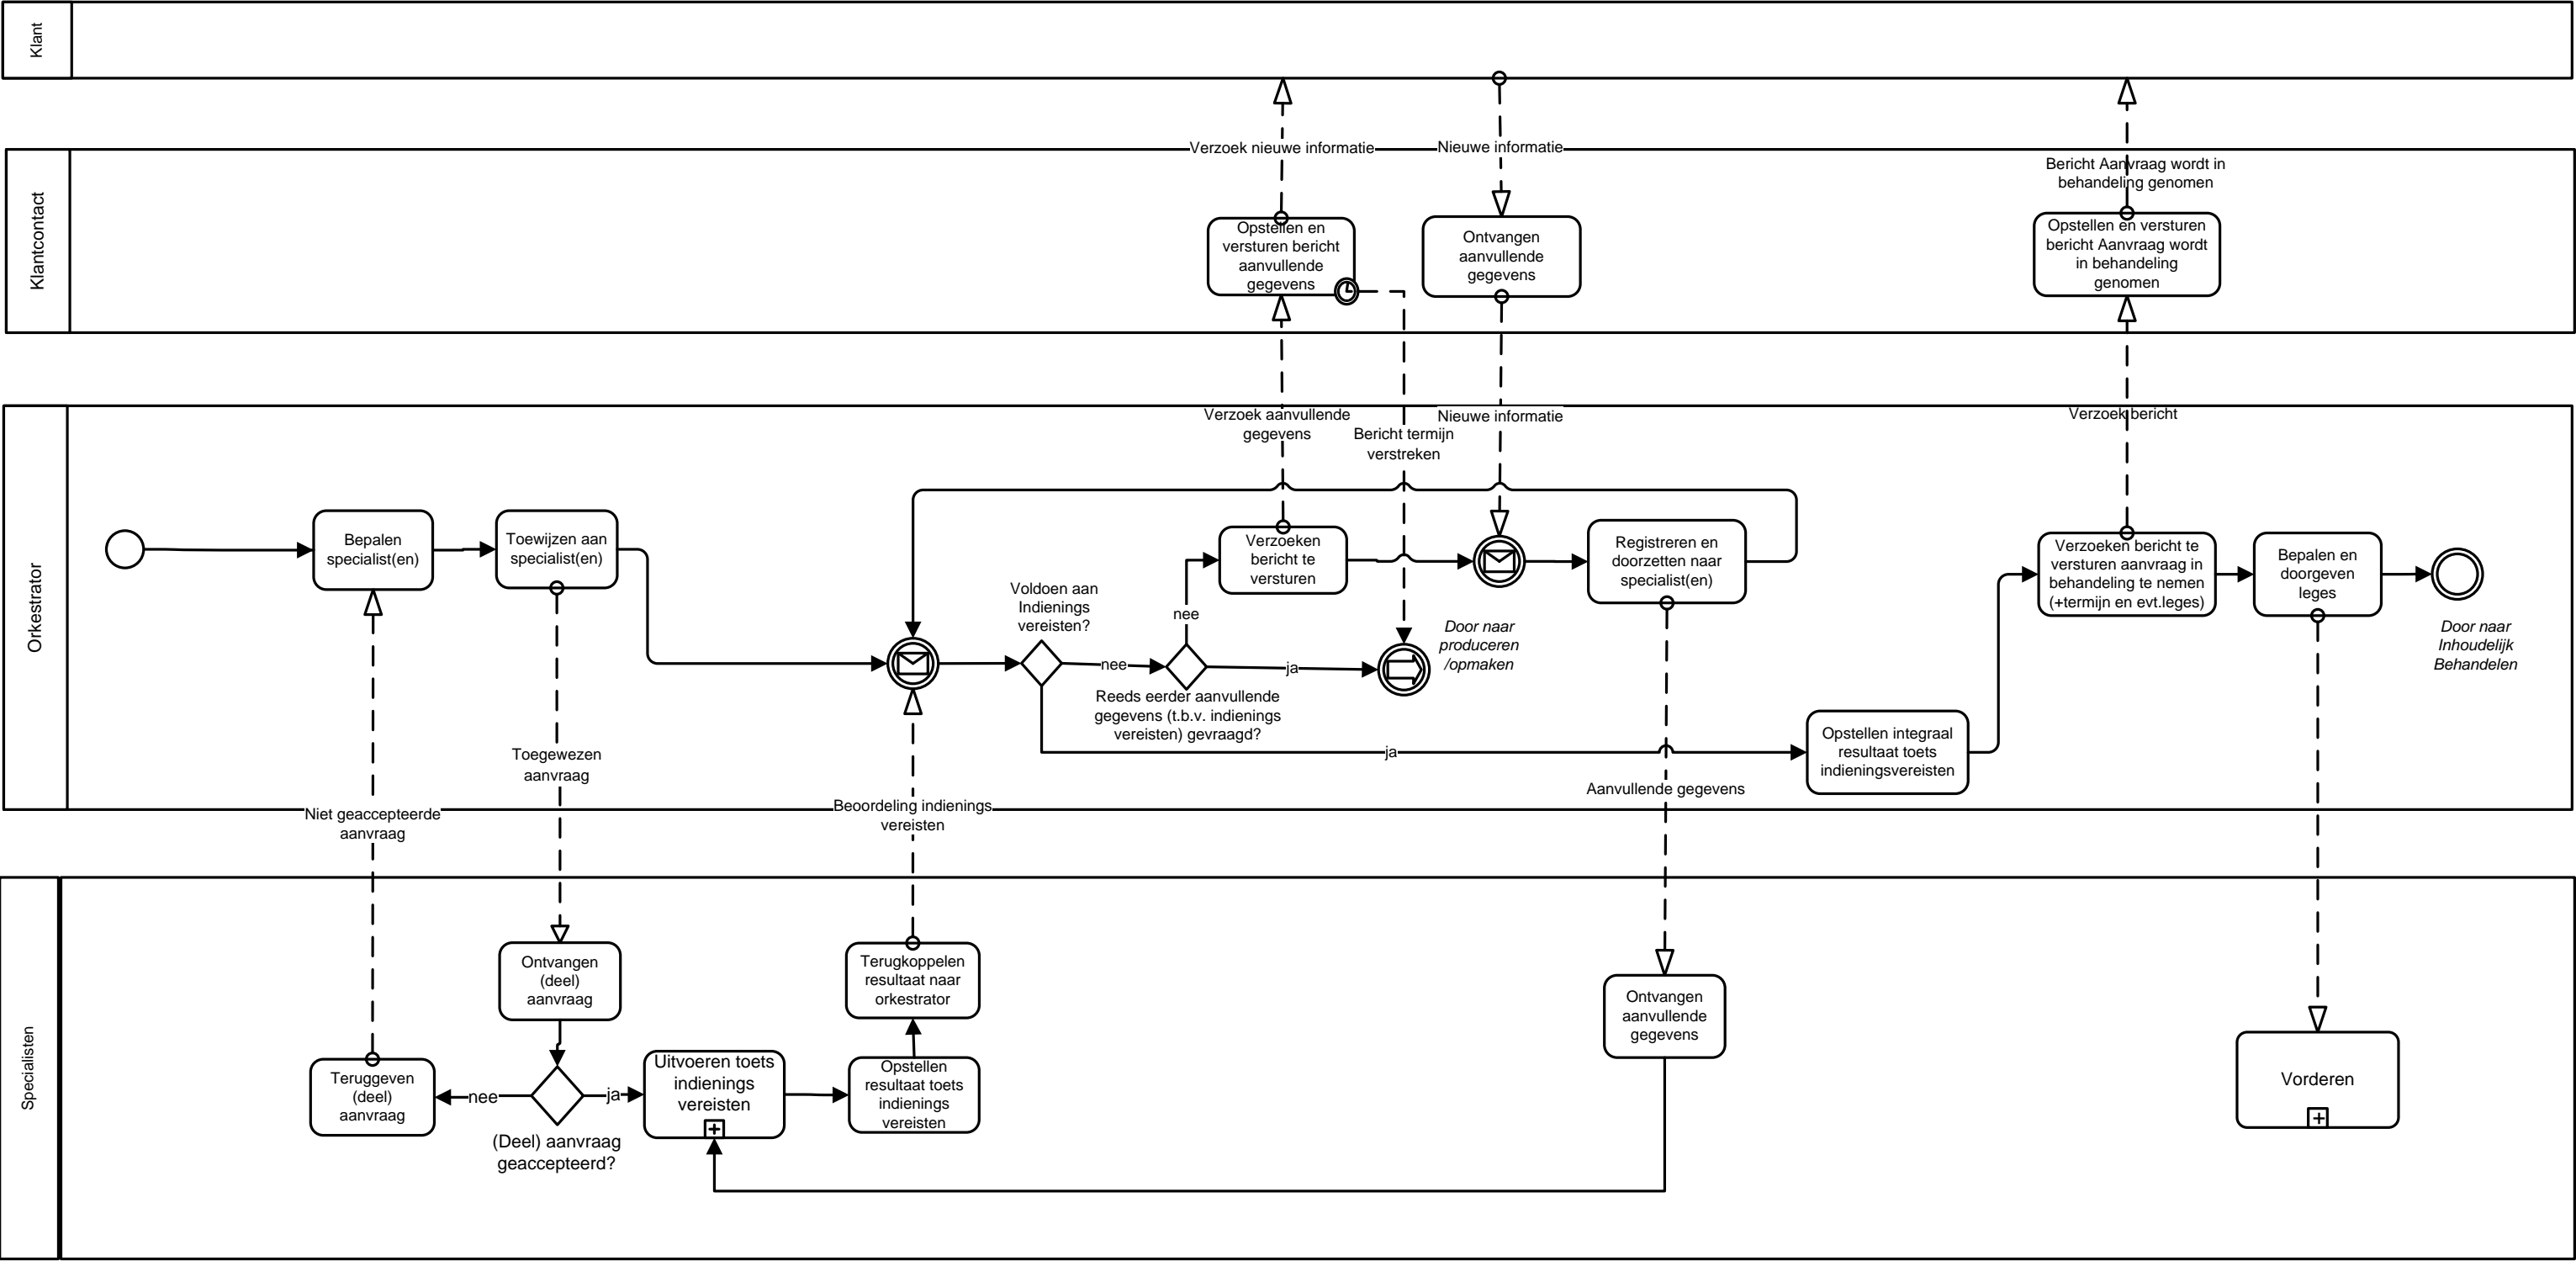 Klant
Verzoek nieuwe informatie
Nieuwe informatie
Bericht Aanvraag wordt in
behandeling genomen
Klantcontact
Opstellen en
versturen bericht
aanvullende
gegevens
Ontvangen
aanvullende
gegevens
Opstellen en versturen
bericht Aanvraag wordt
in behandeling
genomen
Orkestrator
Verzoek aanvullende
gegevens
Bericht termijn
verstreken
Nieuwe informatie
Verzoek bericht
Bepalen
specialist(en)
Toewijzen aan
specialist(en)
Voldoen aan
Indienings
vereisten?
nee
Reeds eerder aanvullende
gegevens (t.b.v. indienings
vereisten) gevraagd?
nee
ja
Verzoeken
bericht te
versturen
Door naar
produceren
/opmaken
Registreren en
doorzetten naar
specialist(en)
ja
Opstellen integraal
resultaat toets
indieningsvereisten
Verzoeken bericht te
versturen aanvraag in
behandeling te nemen
(+termijn en evt.leges)
Bepalen en
doorgeven
leges
Door naar
Inhoudelijk
Behandelen
Niet geaccepteerde
aanvraag
Toegewezen
aanvraag
Beoordeling indienings
vereisten
Aanvullende gegevens
Specialisten
Ontvangen
(deel)
aanvraag
Teruggeven
(deel)
aanvraag
nee
ja
(Deel) aanvraag
geaccepteerd?
Uitvoeren toets
indienings
vereisten
Opstellen
resultaat toets
indienings
vereisten
Terugkoppelen
resultaat naar
orkestrator
Ontvangen
aanvullende
gegevens
Vorderen